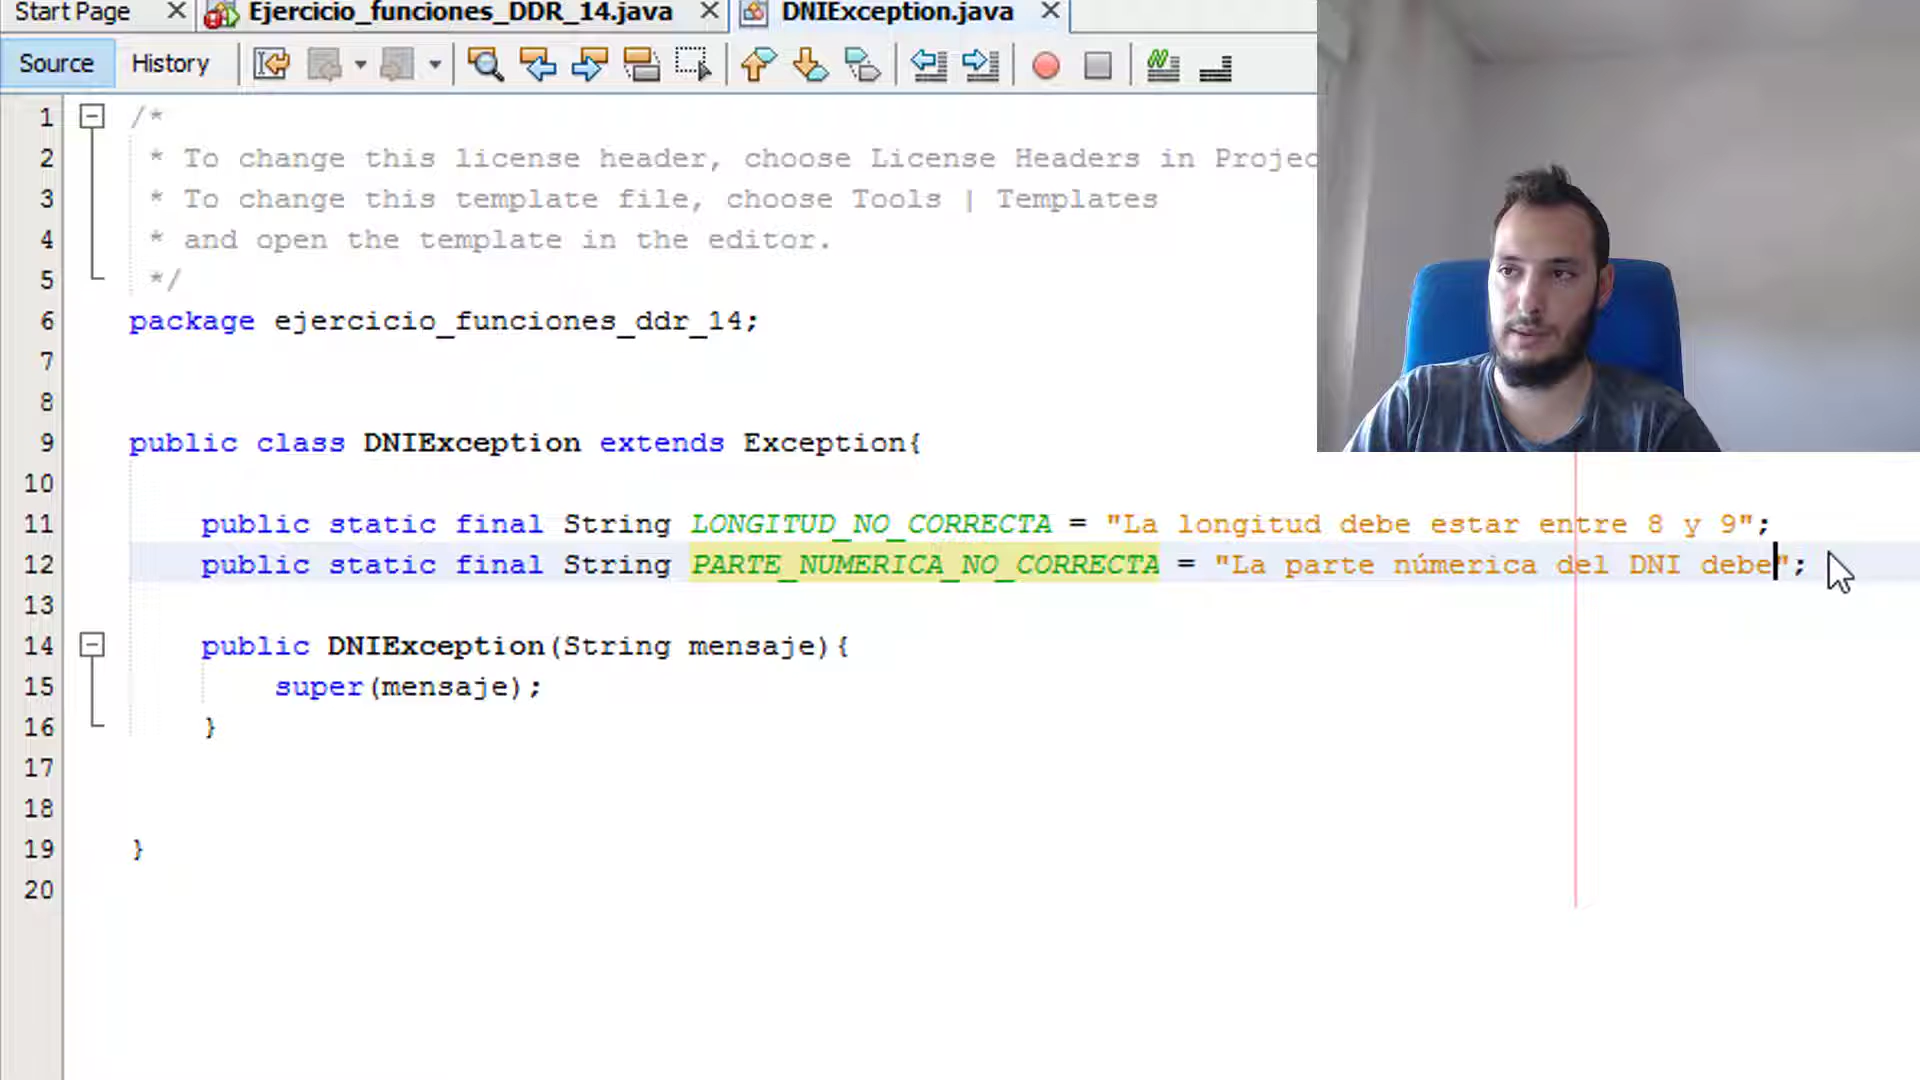 Start Page Ejercicio_funciones_DDR_14.java DNIException.java
Source History
1 /*
2 * To change this license header, choose License Headers in Projec
3 * To change this template file, choose Tools | Templates
4 * and open the template in the editor.
5 */
6 package ejercicio_funciones_ddr_14;
7
8
9 public class DNIException extends Exception{
10
11 public static final String LONGITUD_NO_CORRECTA = "La longitud debe estar entre 8 y 9";
12 public static final String PARTE_NUMERICA_NO_CORRECTA = "La parte númerica del DNI debe";
13
14 public DNIException(String mensaje){
15 super(mensaje);
16 }
17
18
19 }
20